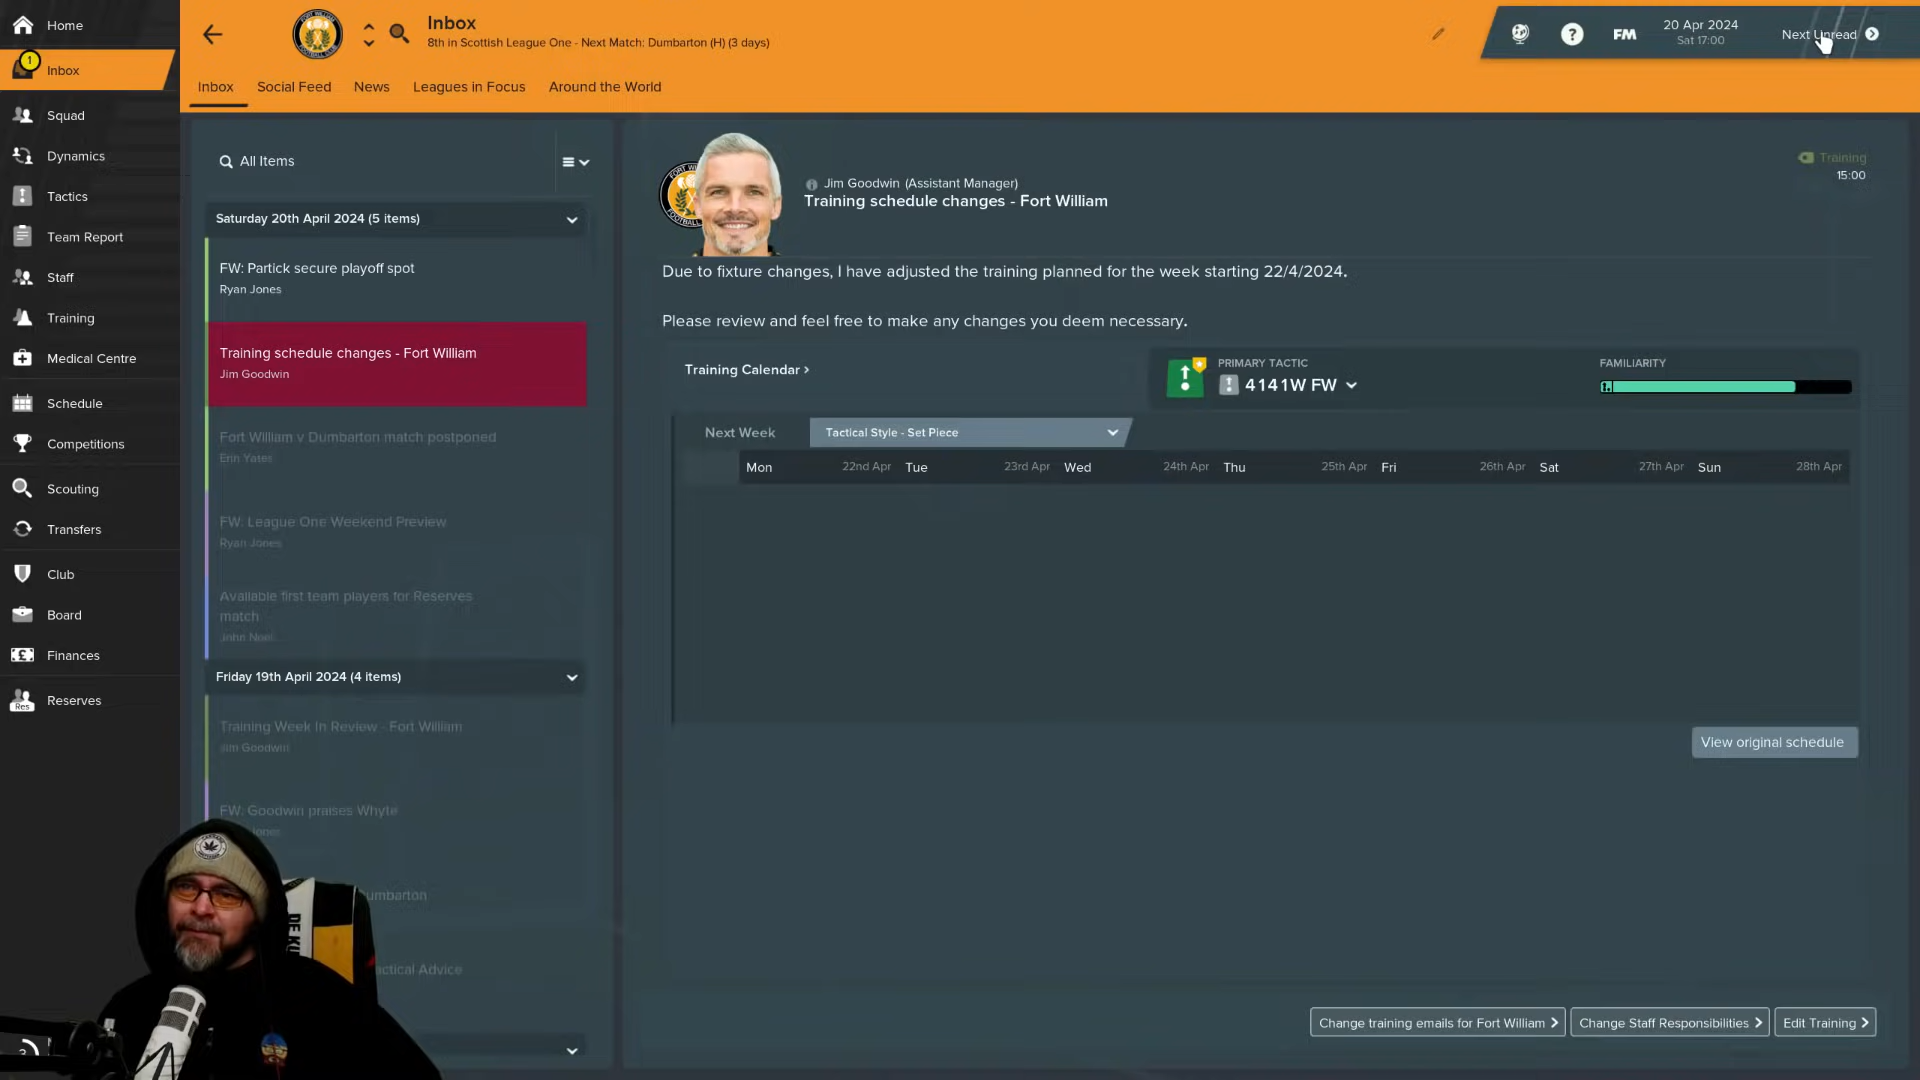 Home
1
Inbox
Squad
Dynamics
Tactics
Team Report
Staff
Training
Medical Centre
Schedule
Competitions
Scouting
Transfers
Club
Board
Finances
Res
Reserves
Inbox
8th in Scottish League One - Next Match: Dumbarton (H) (3 days)
?
FM
20 Apr 2024
Sat 17:00
Next Unread
Inbox
Social Feed
News
Leagues in Focus
Around the World
All Items
Saturday 20th April 2024 (5 items)
FW: Partick secure playoff spot
Ryan Jones
Training schedule changes - Fort William
Jim Goodwin
Fort William v Dumbarton match postponed
Erin Yates
FW: League One Weekend Preview
Ryan Jones
Available first team players for Reserves
match
John Noel
Friday 19th April 2024 (4 items)
Training Week In Review - Fort William
Jim Goodwin
FW: Goodwin praises Whyte
Jones
umbarton
actical Advice
Jim Goodwin (Assistant Manager)
Training schedule changes - Fort William
Training
15:00
Due to fixture changes, I have adjusted the training planned for the week starting 22/4/2024.
Please review and feel free to make any changes you deem necessary.
Training Calendar >
PRIMARY TACTIC
4141W FW
FAMILIARITY
1.
Next Week
Tactical Style - Set Piece
Mon 22nd Apr Tue 23rd Apr Wed 24th Apr Thu 25th Apr Fri 26th Apr Sat 27th Apr Sun 28th Apr
View original schedule
Change training emails for Fort William >
Change Staff Responsibilities >
Edit Training >